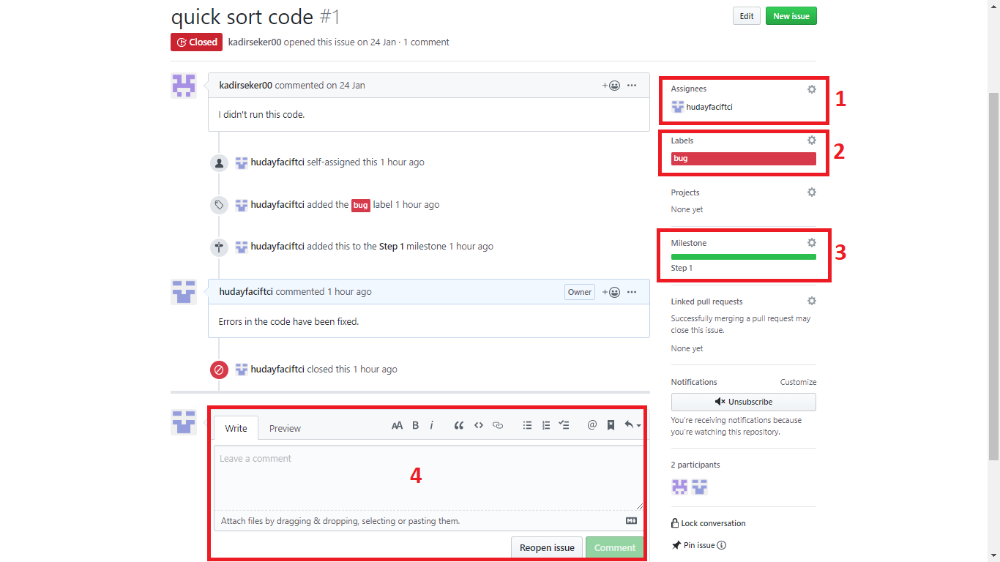 quick sort code #1
Edit
New issue
Closed
kadirseker00 opened this issue on 24 Jan · 1 comment
kadirseker00 commented on 24 Jan
I didn't run this code.
hudayfaciftci self-assigned this 1 hour ago
hudayfaciftci added the bug label 1 hour ago
hudayfaciftci added this to the Step 1 milestone 1 hour ago
hudayfaciftci commented 1 hour ago
Owner
Errors in the code have been fixed.
hudayfaciftci closed this 1 hour ago
Write
Preview
AA B i
@
Leave a comment
4
Attach files by dragging & dropping, selecting or pasting them.
Reopen issue
Comment
Assignees
hudayfaciftci
1
Labels
bug
2
Projects
None yet
Milestone
Step 1
3
Linked pull requests
Successfully merging a pull request may
close this issue.
None yet
Notifications
Customize
Unsubscribe
You're receiving notifications because
you're watching this repository.
2 participants
Lock conversation
Pin issue